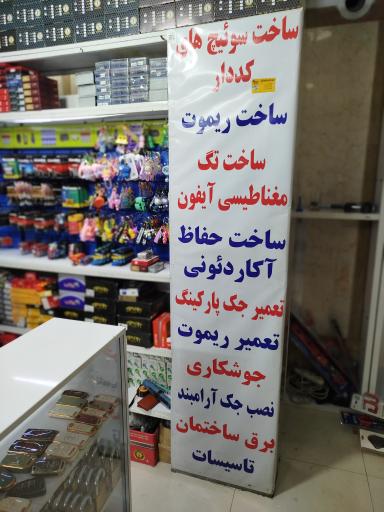 ساخت سوئیچ های
کددار
ساخت ریموت
ساخت تگ
مغناطیسی آیفون
ساخت حفاظ
آکاردئونی
تعمیر جک پارکینگ
تعمیر ریموت
جوشکاری
نصب جک آرامبند
برق ساختمان
تاسیسات